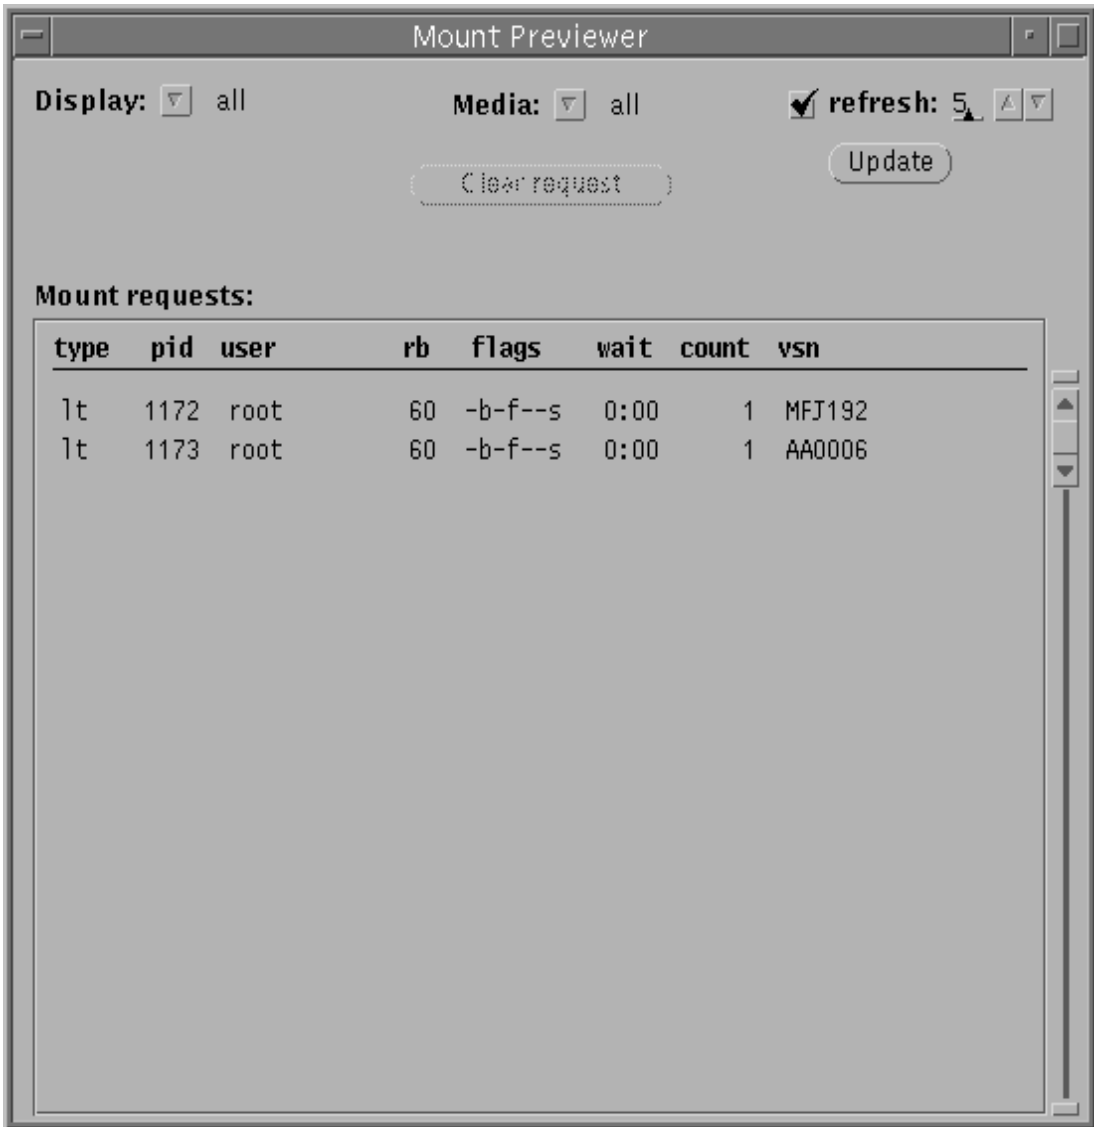 Mount Previewer
Display: all Media: all refresh: 5
Clear request Update
Mount requests:
type pid user rb flags wait count vsn
lt 1172 root 60 -b-f--s 0:00 1 MFJ192
lt 1173 root 60 -b-f--s 0:00 1 AA0006